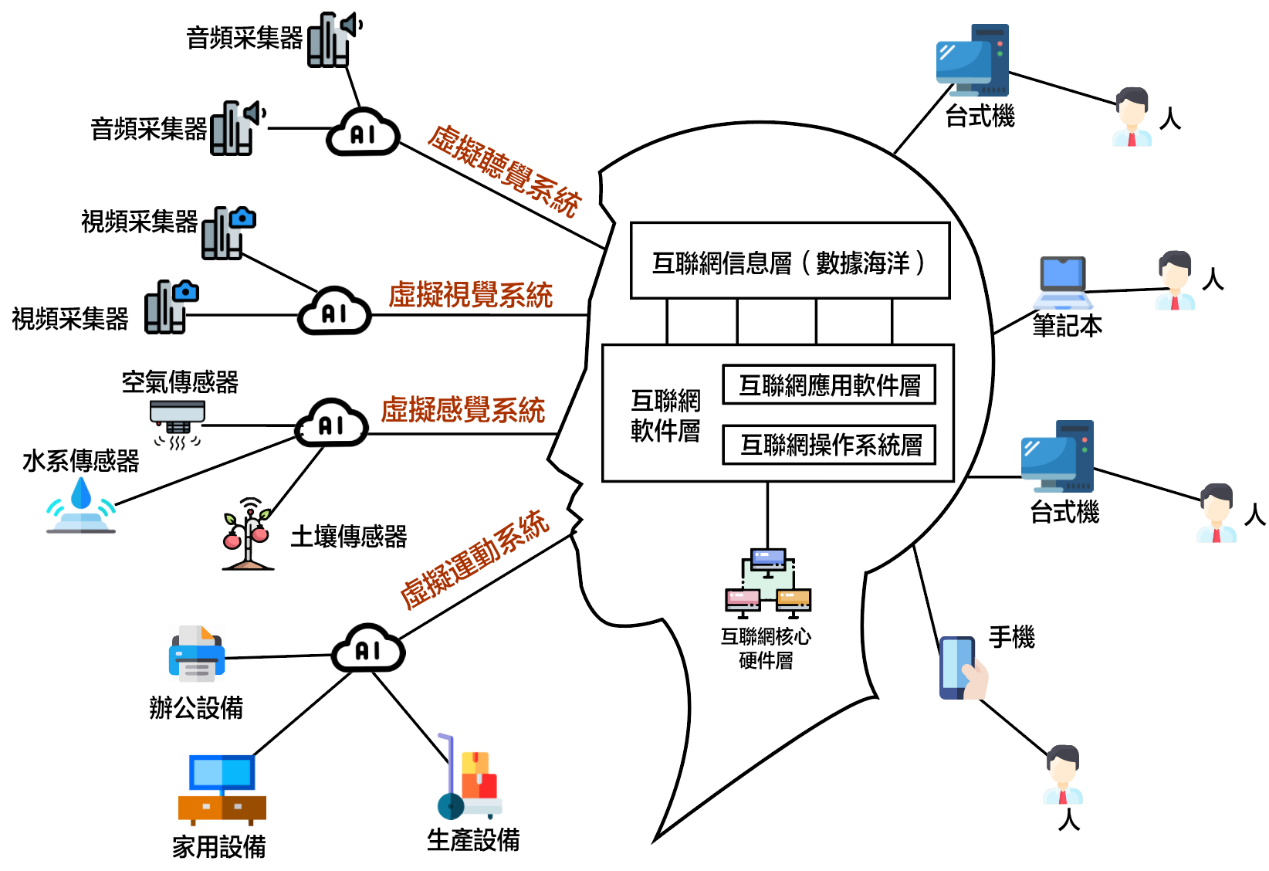 音頻采集器
音頻采集器
AI
虛擬聽覺系統
視頻采集器
視頻采集器
AI
虛擬視覺系統
空氣傳感器
水系傳感器
土壤傳感器
AI
虛擬感覺系統
虛擬運動系統
AI
辦公設備
家用設備
生產設備
互聯網信息層（數據海洋）
互聯網
軟件層
互聯網應用軟件層
互聯網操作系統層
互聯網核心
硬件層
台式機
人
筆記本
人
台式機
人
手機
人